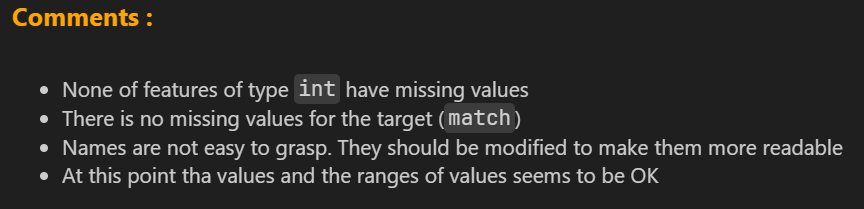 Comments :
None of features of type int have missing values
There is no missing values for the target (match)
Names are not easy to grasp. They should be modified to make them more readable
At this point tha values and the ranges of values seems to be OK